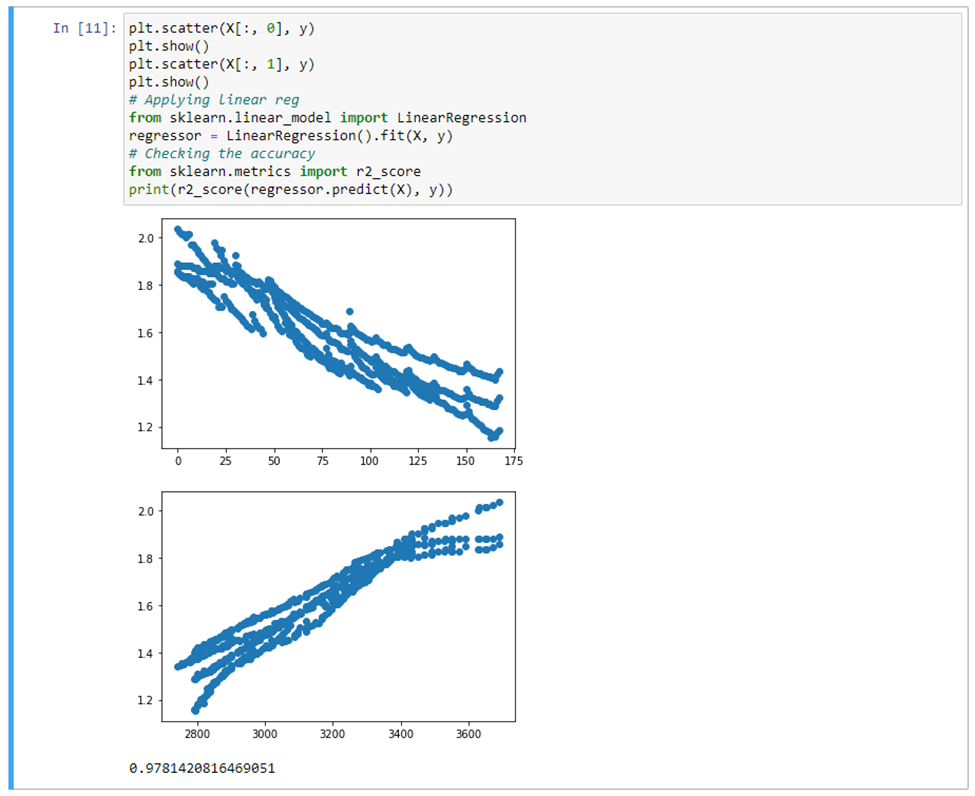 In [11]: plt.scatter(X[:, 0], y)
plt.show()
plt.scatter(X[:, 1], y)
plt.show()
# Applying linear reg
from sklearn.linear_model import LinearRegression
regressor = LinearRegression().fit(X, y)
# Checking the accuracy
from sklearn.metrics import r2_score
print(r2_score(regressor.predict(X), y))
2.0
1.8
1.6
1.4
1.2
0 25 50 75 100 125 150 175
2.0
1.8
1.6
1.4
1.2
2800 3000 3200 3400 3600
0.9781420816469051